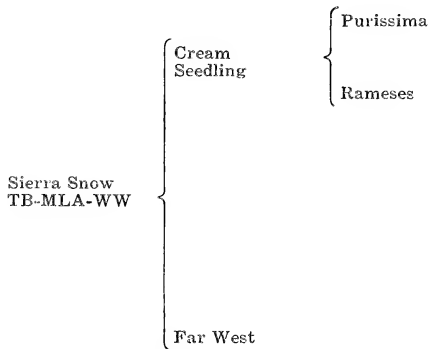 Purissima
Cream
Seedling
Rameses
Sierra Snow
TB-MLA-WW
Far West